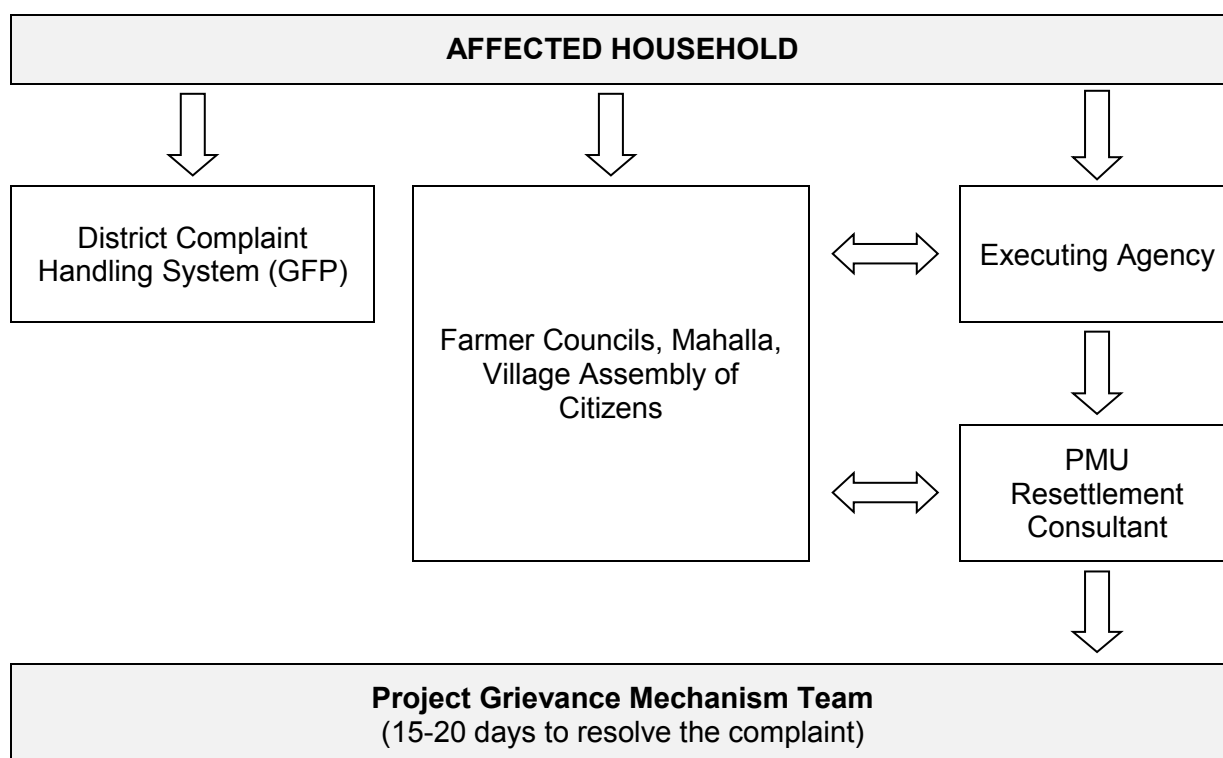 AFFECTED HOUSEHOLD
District Complaint
Handling System (GFP)
Farmer Councils, Mahalla,
Village Assembly of
Citizens
Executing Agency
PMU
Resettlement
Consultant
Project Grievance Mechanism Team
(15-20 days to resolve the complaint)